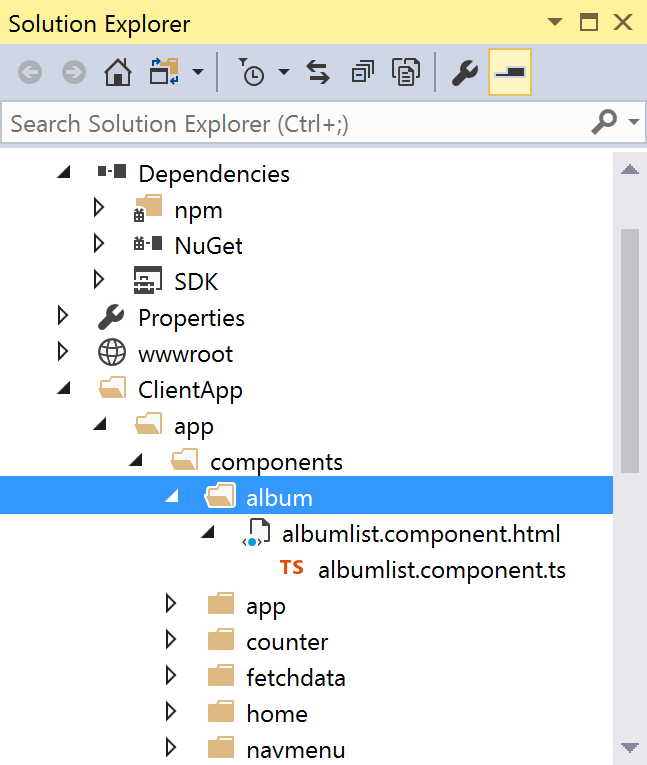 Solution Explorer
Search Solution Explorer (Ctrl+;)
Dependencies
npm
NuGet
SDK
Properties
wwwroot
ClientApp
app
components
album
albumlist.component.html
TS albumlist.component.ts
app
counter
fetchdata
home
navmenu